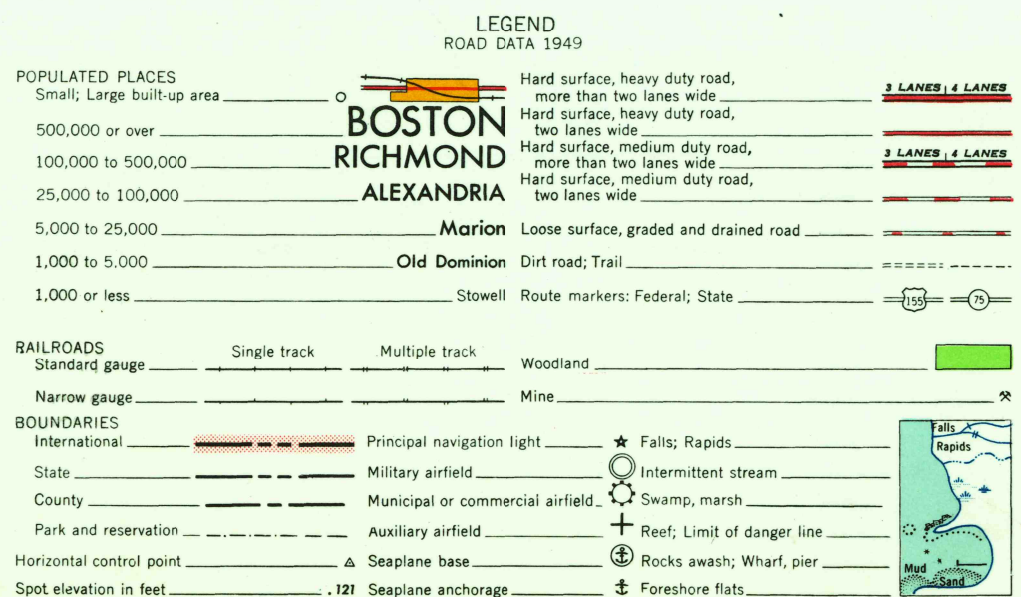 LEGEND
ROAD DATA 1949
POPULATED PLACES
Small; Large built-up area
500,000 or over BOSTON
100,000 to 500,000 RICHMOND
25,000 to 100,000 ALEXANDRIA
5,000 to 25,000 Marion
1,000 to 5,000 Old Dominion
1,000 or less Stowell
Hard surface, heavy duty road,
more than two lanes wide 3 LANES 4 LANES
Hard surface, heavy duty road,
two lanes wide
Hard surface, medium duty road,
more than two lanes wide 3 LANES 4 LANES
Hard surface, medium duty road,
two lanes wide
Loose surface, graded and drained road
Dirt road; Trail
Route markers: Federal; State 155 75
RAILROADS
Single track Multiple track
Standard gauge
Narrow gauge
Woodland
Mine
BOUNDARIES
International
State
County
Park and reservation
Horizontal control point
Spot elevation in feet .121
Principal navigation light
Military airfield
Municipal or commercial airfield
Auxiliary airfield
Seaplane base
Seaplane anchorage
Falls; Rapids
Intermittent stream
Swamp, marsh
Reef; Limit of danger line
Rocks awash; Wharf, pier
Foreshore flats
Falls
Rapids
Mud
Sand